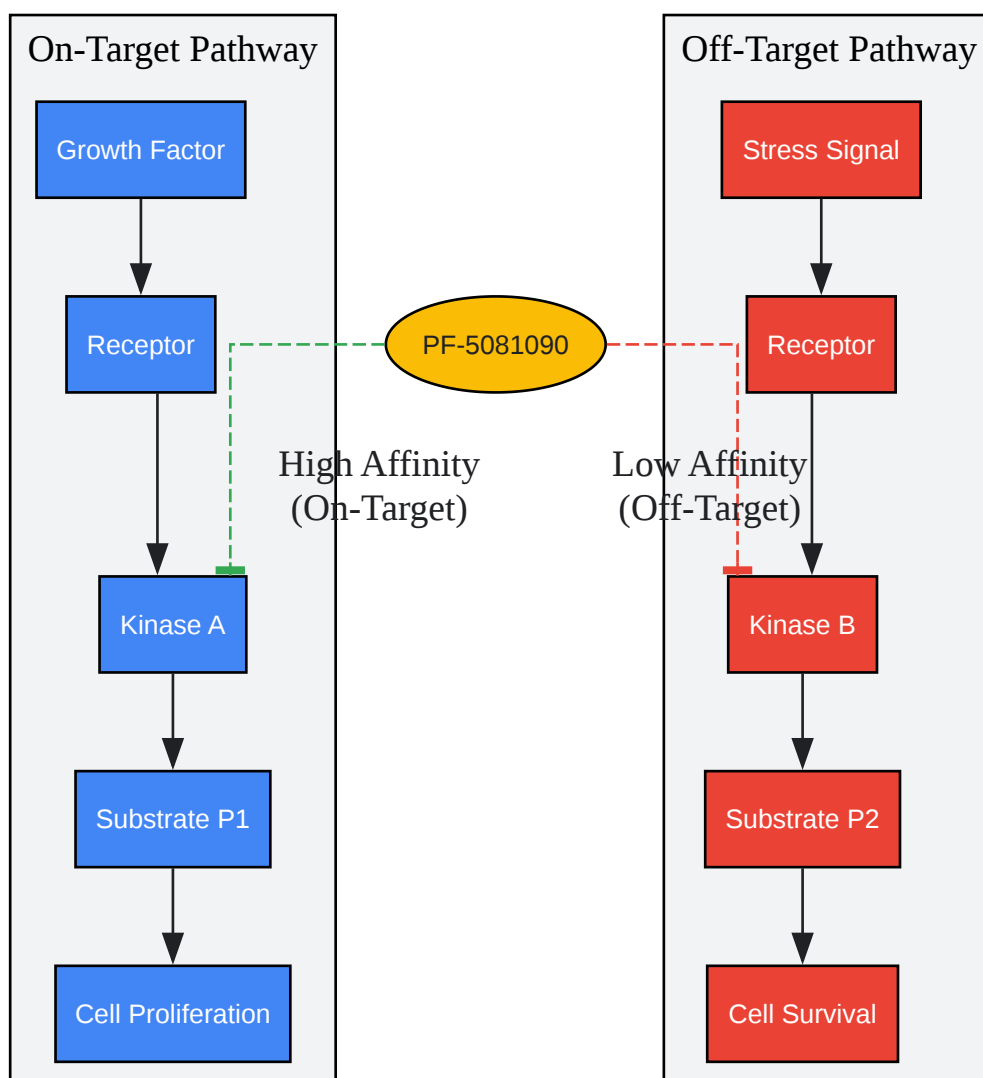 On-Target Pathway
Growth Factor
Receptor
Kinase A
Substrate P1
Cell Proliferation
PF-5081090
High Affinity
(On-Target)
Low Affinity
(Off-Target)
Off-Target Pathway
Stress Signal
Receptor
Kinase B
Substrate P2
Cell Survival